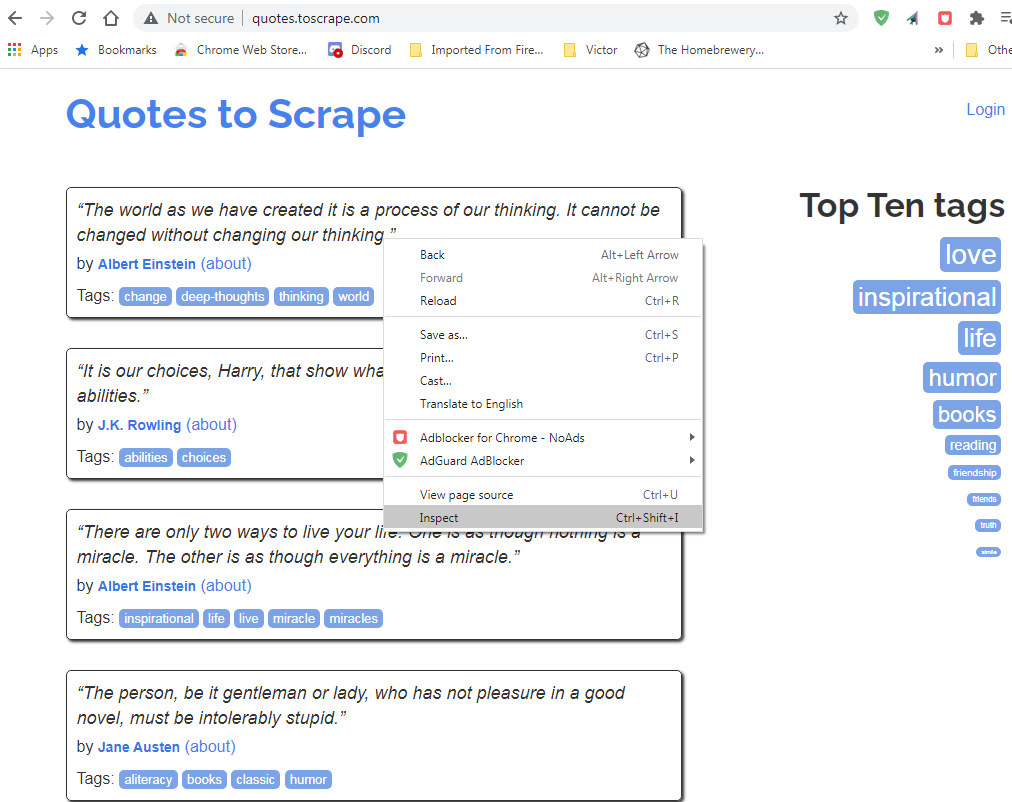 Not secure | quotes.toscrape.com
Apps Bookmarks Chrome Web Store... Discord Imported From Fire... Victor The Homebrewery... » Othe
Quotes to Scrape
Login
“The world as we have created it is a process of our thinking. It cannot be
changed without changing our thinking.”
by Albert Einstein (about)
Tags: change deep-thoughts thinking world
“It is our choices, Harry, that show wha
abilities.”
by J.K. Rowling (about)
Tags: abilities choices
“There are only two ways to live your life. One is as though nothing is a
miracle. The other is as though everything is a miracle.”
by Albert Einstein (about)
Tags: inspirational life live miracle miracles
“The person, be it gentleman or lady, who has not pleasure in a good
novel, must be intolerably stupid.”
by Jane Austen (about)
Tags: aliteracy books classic humor
Back Alt+Left Arrow
Forward Alt+Right Arrow
Reload Ctrl+R
Save as... Ctrl+S
Print... Ctrl+P
Cast...
Translate to English
Adblocker for Chrome - NoAds
AdGuard AdBlocker
View page source Ctrl+U
Inspect Ctrl+Shift+I
Top Ten tags
love
inspirational
life
humor
books
reading
friendship
friends
truth
simile